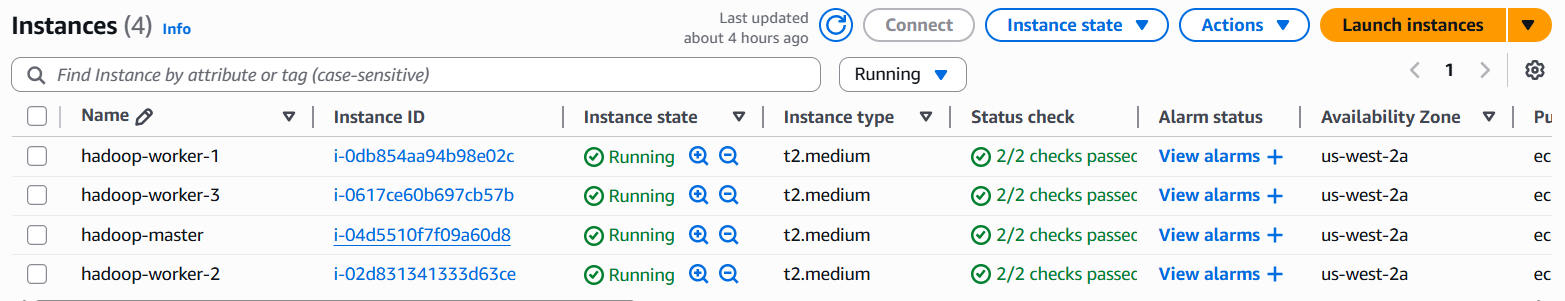 Instances (4) Info
Last updated
about 4 hours ago
Connect
Instance state
Actions
Launch instances
Find Instance by attribute or tag (case-sensitive)
Running
1
Name Instance ID Instance state Instance type Status check Alarm status Availability Zone Pu
hadoop-worker-1 i-0db854aa94b98e02c Running t2.medium 2/2 checks passed View alarms + us-west-2a ec
hadoop-worker-3 i-0617ce60b697cb57b Running t2.medium 2/2 checks passed View alarms + us-west-2a ec
hadoop-master i-04d5510f7f09a60d8 Running t2.medium 2/2 checks passed View alarms + us-west-2a ec
hadoop-worker-2 i-02d831341333d63ce Running t2.medium 2/2 checks passed View alarms + us-west-2a ec